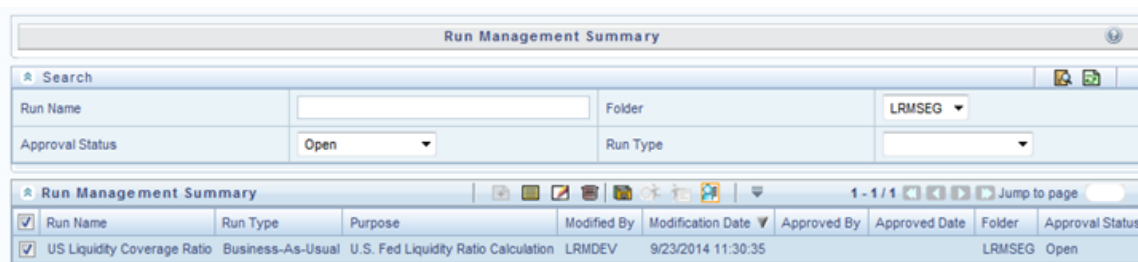 Run Management Summary
Search
Run Name Folder LRMSEG
Approval Status Open Run Type
Run Management Summary 1 - 1 / 1 Jump to page
Run Name Run Type Purpose Modified By Modification Date Approved By Approved Date Folder Approval Status
US Liquidity Coverage Ratio Business-As-Usual U.S. Fed Liquidity Ratio Calculation LRMDEV 9/23/2014 11:30:35 LRMSEG Open